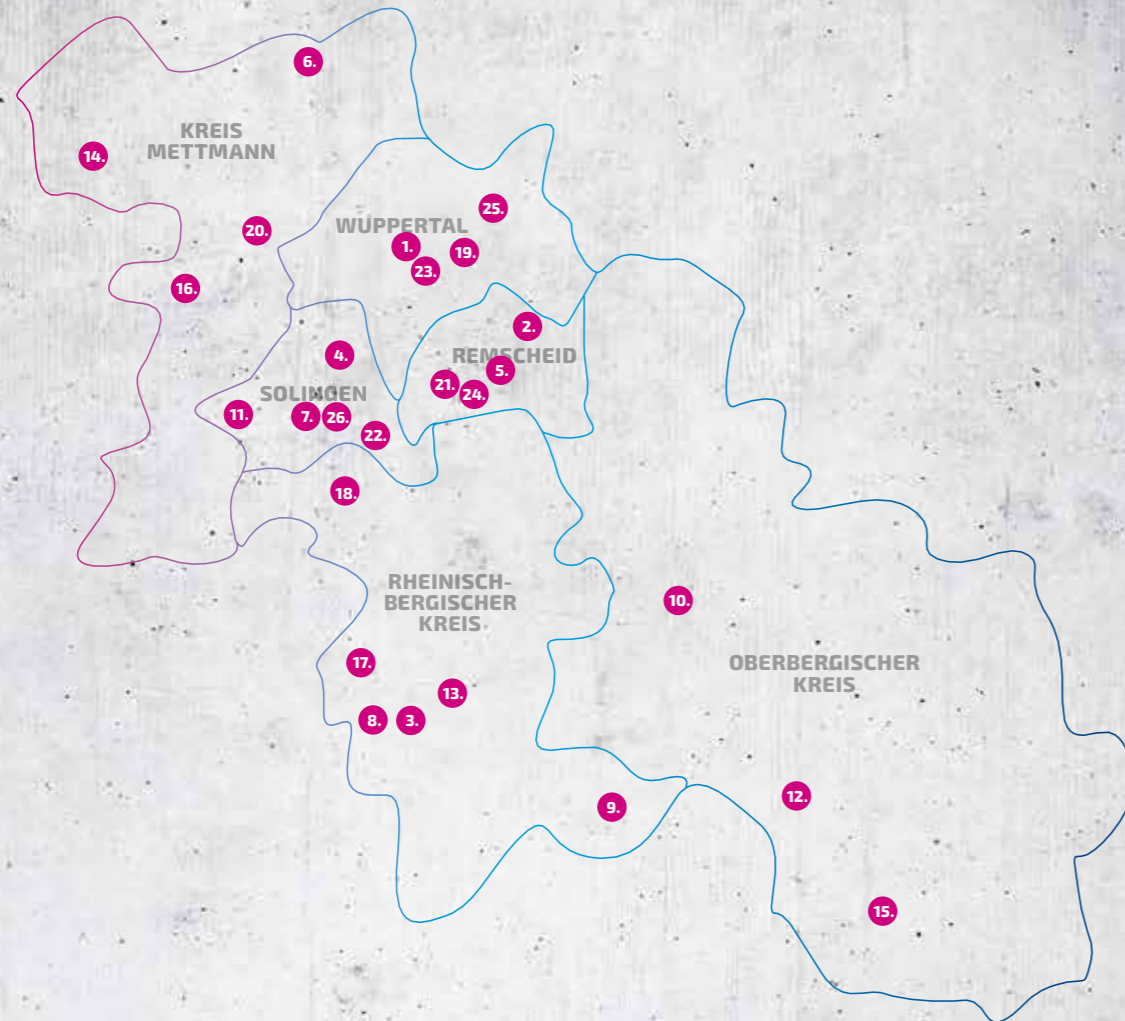 6.
KREIS
METTMANN
14.
25.
WUPPERTAL
20.
1.
19.
23.
16.
2.
4.
REMSCHEID
5.
21.
24.
SOLINGEN
11.
7.
26.
22.
18.
RHEINISCH-
BERGISCHER
KREIS
10.
17.
OBERBERGISCHER
KREIS
13.
8.
3.
12.
9.
15.